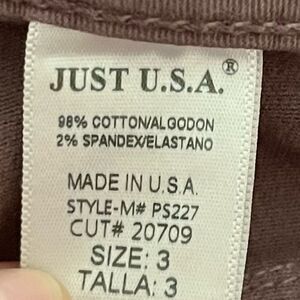 JUST U.S.A.®
98% COTTON/ALGODON
2% SPANDEX/ELASTANO
MADE IN U.S.A.
STYLE-M# PS227
CUT# 20709
SIZE: 3
TALLA: 3